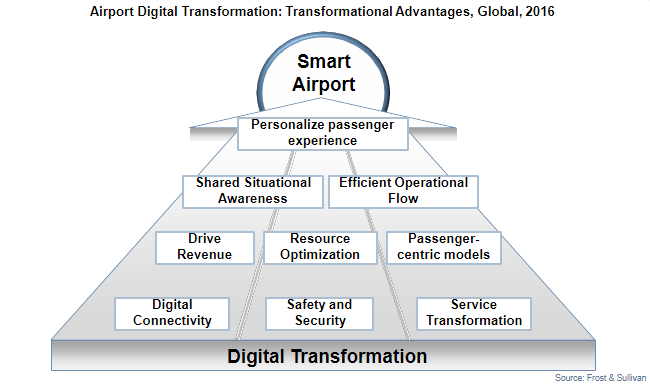 Airport Digital Transformation: Transformational Advantages, Global, 2016
Smart
Airport
Personalize passenger
experience
Shared Situational
Awareness
Efficient Operational
Flow
Drive
Revenue
Resource
Optimization
Passenger-
centric models
Digital
Connectivity
Safety and
Security
Service
Transformation
Digital Transformation
Source: Frost & Sullivan